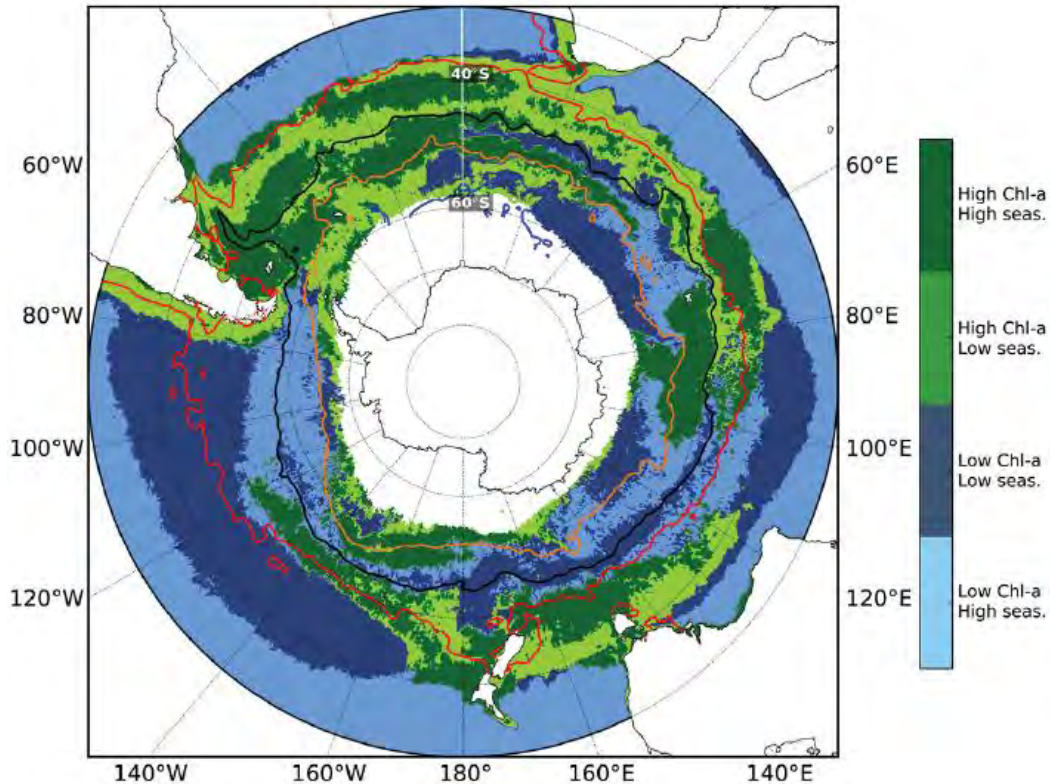 40°S
60°W
60°E
60°S
80°W
80°E
100°W
100°E
120°W
120°E
140°W
160°W
180°
160°E
140°E
High Chl-a
High seas.
High Chl-a
Low seas.
Low Chl-a
Low seas.
Low Chl-a
High seas.